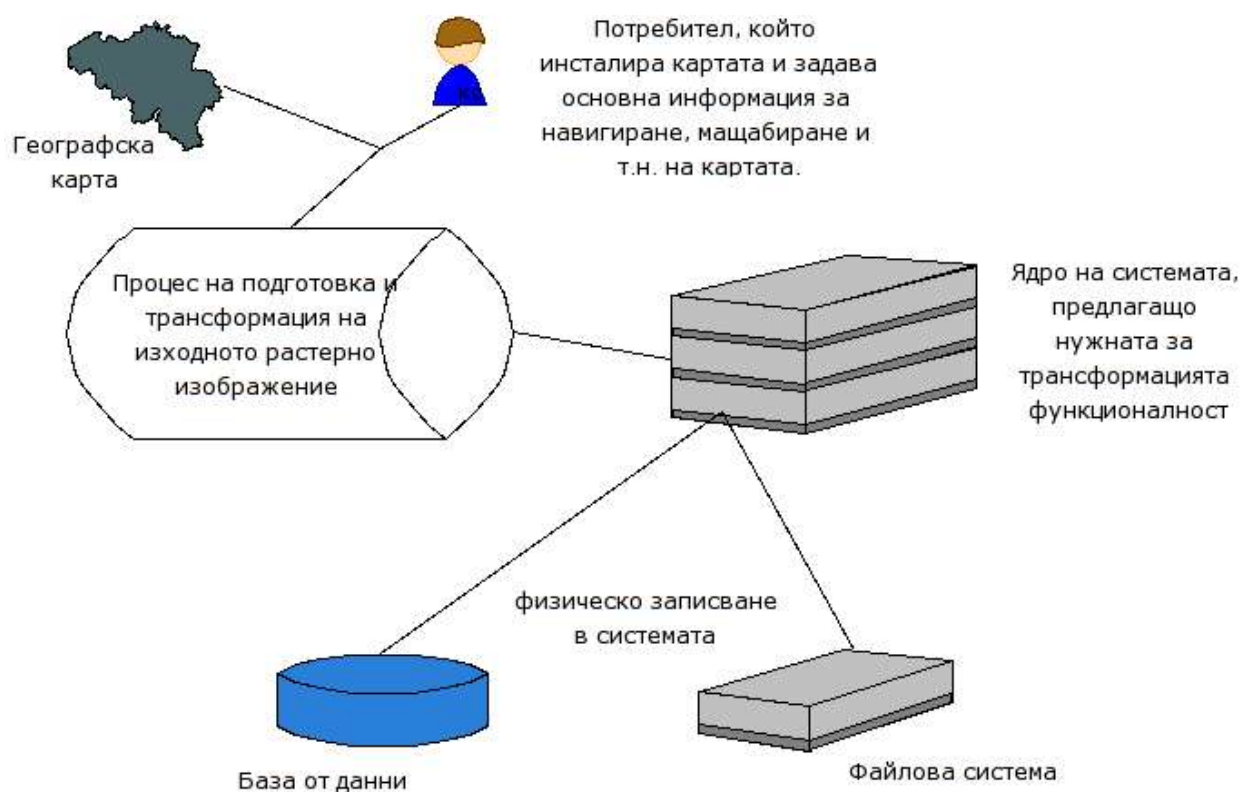 Географска
карта
Потребител, който
инсталира картата и задава
основна информация за
навигиране, мащабиране и
т.н. на картата.
Процес на подготовка и
трансформация на
изходното растерно
изображение
Ядро на системата,
предлагащо
нужната за
трансформацията
функционалност
физическо записване
в системата
База от данни
Файлова система